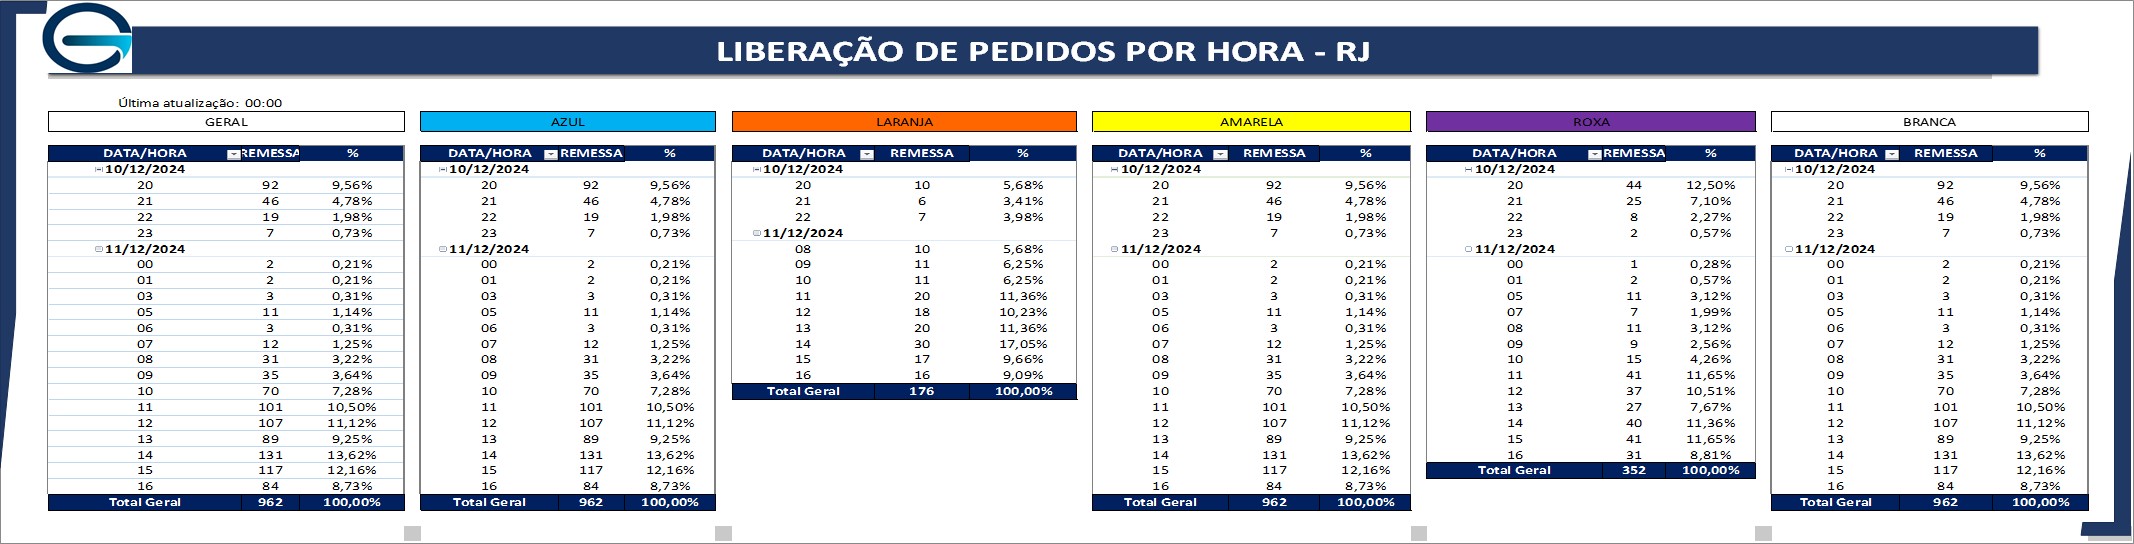 LIBERAÇÃO DE PEDIDOS POR HORA - RJ
Última atualização: 00:00
GERAL
DATA/HORA REMESSA %
10/12/2024
20 92 9,56%
21 46 4,78%
22 19 1,98%
23 7 0,73%
11/12/2024
00 2 0,21%
01 2 0,21%
03 3 0,31%
05 11 1,14%
06 3 0,31%
07 12 1,25%
08 31 3,22%
09 35 3,64%
10 70 7,28%
11 101 10,50%
12 107 11,12%
13 89 9,25%
14 131 13,62%
15 117 12,16%
16 84 8,73%
Total Geral 962 100,00%
AZUL
DATA/HORA REMESSA %
10/12/2024
20 92 9,56%
21 46 4,78%
22 19 1,98%
23 7 0,73%
11/12/2024
00 2 0,21%
01 2 0,21%
03 3 0,31%
05 11 1,14%
06 3 0,31%
07 12 1,25%
08 31 3,22%
09 35 3,64%
10 70 7,28%
11 101 10,50%
12 107 11,12%
13 89 9,25%
14 131 13,62%
15 117 12,16%
16 84 8,73%
Total Geral 962 100,00%
LARANJA
DATA/HORA REMESSA %
10/12/2024
20 10 5,68%
21 6 3,41%
22 7 3,98%
11/12/2024
08 10 5,68%
09 11 6,25%
10 11 6,25%
11 20 11,36%
12 18 10,23%
13 20 11,36%
14 30 17,05%
15 17 9,66%
16 16 9,09%
Total Geral 176 100,00%
AMARELA
DATA/HORA REMESSA %
10/12/2024
20 92 9,56%
21 46 4,78%
22 19 1,98%
23 7 0,73%
11/12/2024
00 2 0,21%
01 2 0,21%
03 3 0,31%
05 11 1,14%
06 3 0,31%
07 12 1,25%
08 31 3,22%
09 35 3,64%
10 70 7,28%
11 101 10,50%
12 107 11,12%
13 89 9,25%
14 131 13,62%
15 117 12,16%
16 84 8,73%
Total Geral 962 100,00%
ROXA
DATA/HORA REMESSA %
10/12/2024
20 44 12,50%
21 25 7,10%
22 8 2,27%
23 2 0,57%
11/12/2024
00 1 0,28%
01 2 0,57%
05 11 3,12%
07 7 1,99%
08 11 3,12%
09 9 2,56%
10 15 4,26%
11 41 11,65%
12 37 10,51%
13 27 7,67%
14 40 11,36%
15 41 11,65%
16 31 8,81%
Total Geral 352 100,00%
BRANCA
DATA/HORA REMESSA %
10/12/2024
20 92 9,56%
21 46 4,78%
22 19 1,98%
23 7 0,73%
11/12/2024
00 2 0,21%
01 2 0,21%
03 3 0,31%
05 11 1,14%
06 3 0,31%
07 12 1,25%
08 31 3,22%
09 35 3,64%
10 70 7,28%
11 101 10,50%
12 107 11,12%
13 89 9,25%
14 131 13,62%
15 117 12,16%
16 84 8,73%
Total Geral 962 100,00%